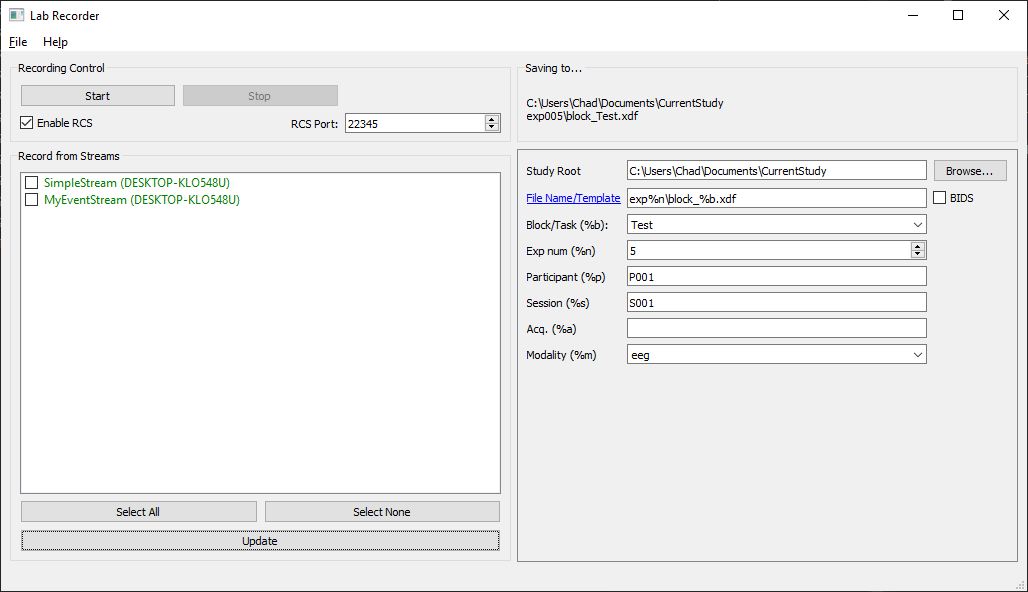 Lab Recorder
File Help
Recording Control
Start Stop
Enable RCS RCS Port: 22345
Record from Streams
SimpleStream (DESKTOP-KLO548U)
MyEventStream (DESKTOP-KLO548U)
Select All Select None
Update
Saving to...
C:\Users\Chad\Documents\CurrentStudy
exp005\block_Test.xdf
Study Root C:\Users\Chad\Documents\CurrentStudy Browse...
File Name/Template exp%n\block_%b.xdf BIDS
Block/Task (%b): Test
Exp num (%n) 5
Participant (%p) P001
Session (%s) S001
Acq. (%a)
Modality (%m) eeg